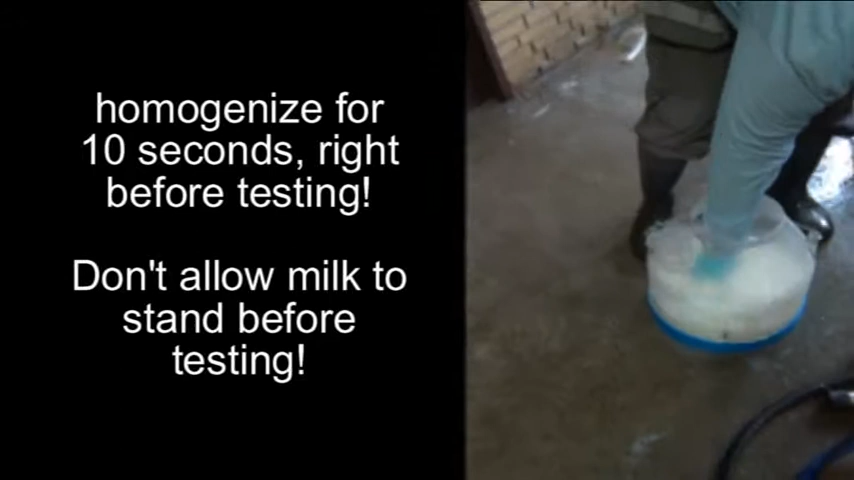 homogenize for
10 seconds, right
before testing!
Don't allow milk to
stand before
testing!